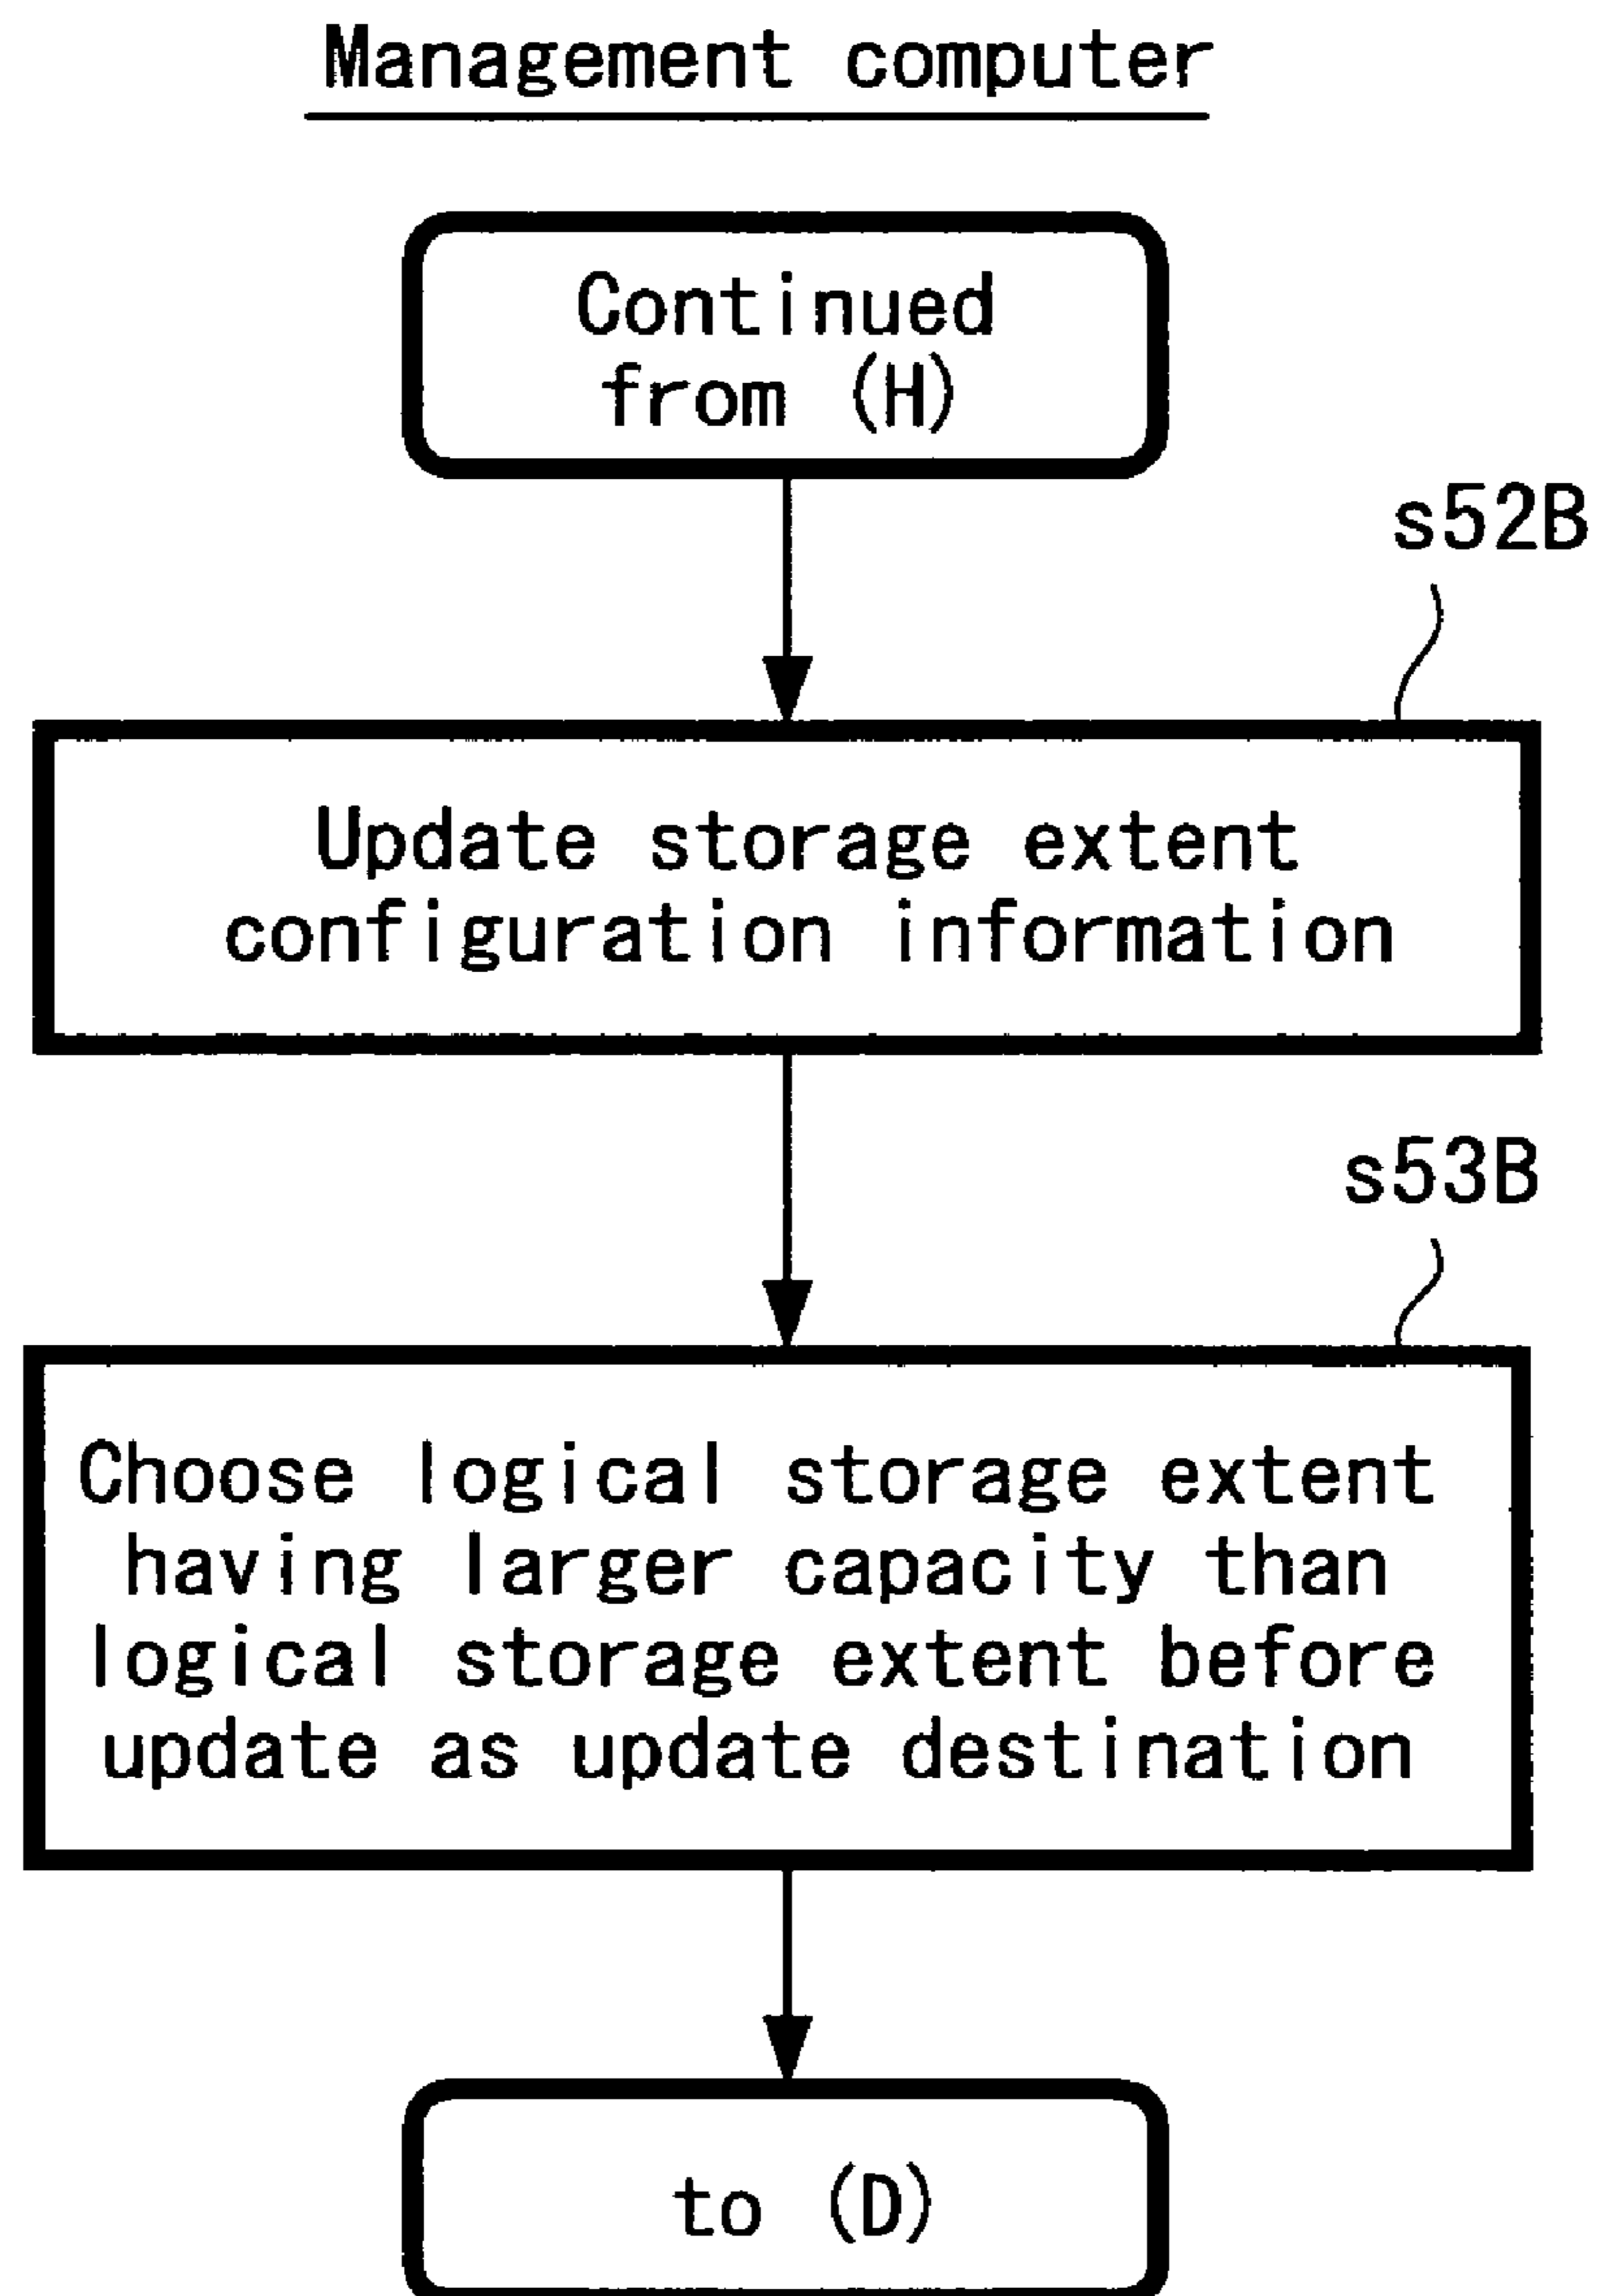 Management computer
Continued
from (H)
s52B
Update storage extent
configuration information
s53B
Choose logical storage extent
having larger capacity than
logical storage extent before
update as update destination
to (D)